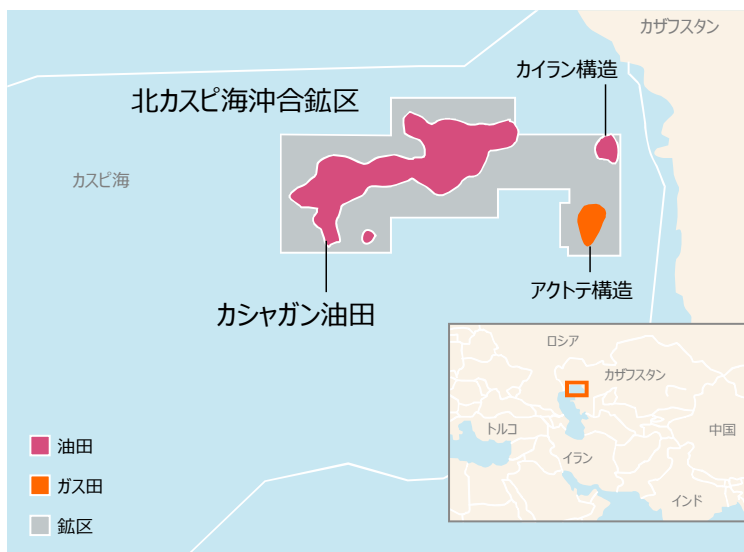 カザフスタン
カイラン構造
北カスピ海沖合鉱区
カスピ海
アクトテ構造
カシャガン油田
ロシア
カザフスタン
トルコ
中国
イラン
インド
油田
ガス田
鉱区